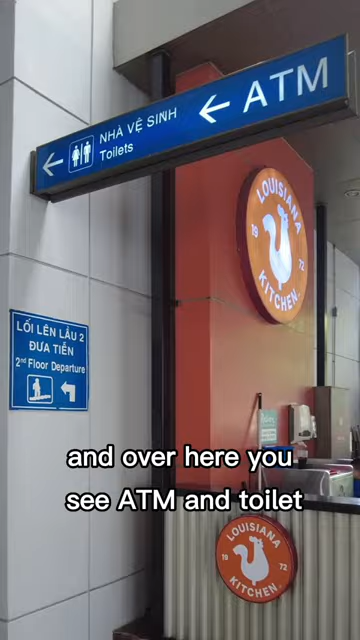 NHÀ VỆ SINH
Toilets
ATM
LOUISIANA
19 72
KITCHEN.
LỐI LÊN LẦU 2
ĐƯA TIỄN
2nd Floor Departure
and over here you
see ATM and toilet
LOUISIANA
19 72
KITCHEN